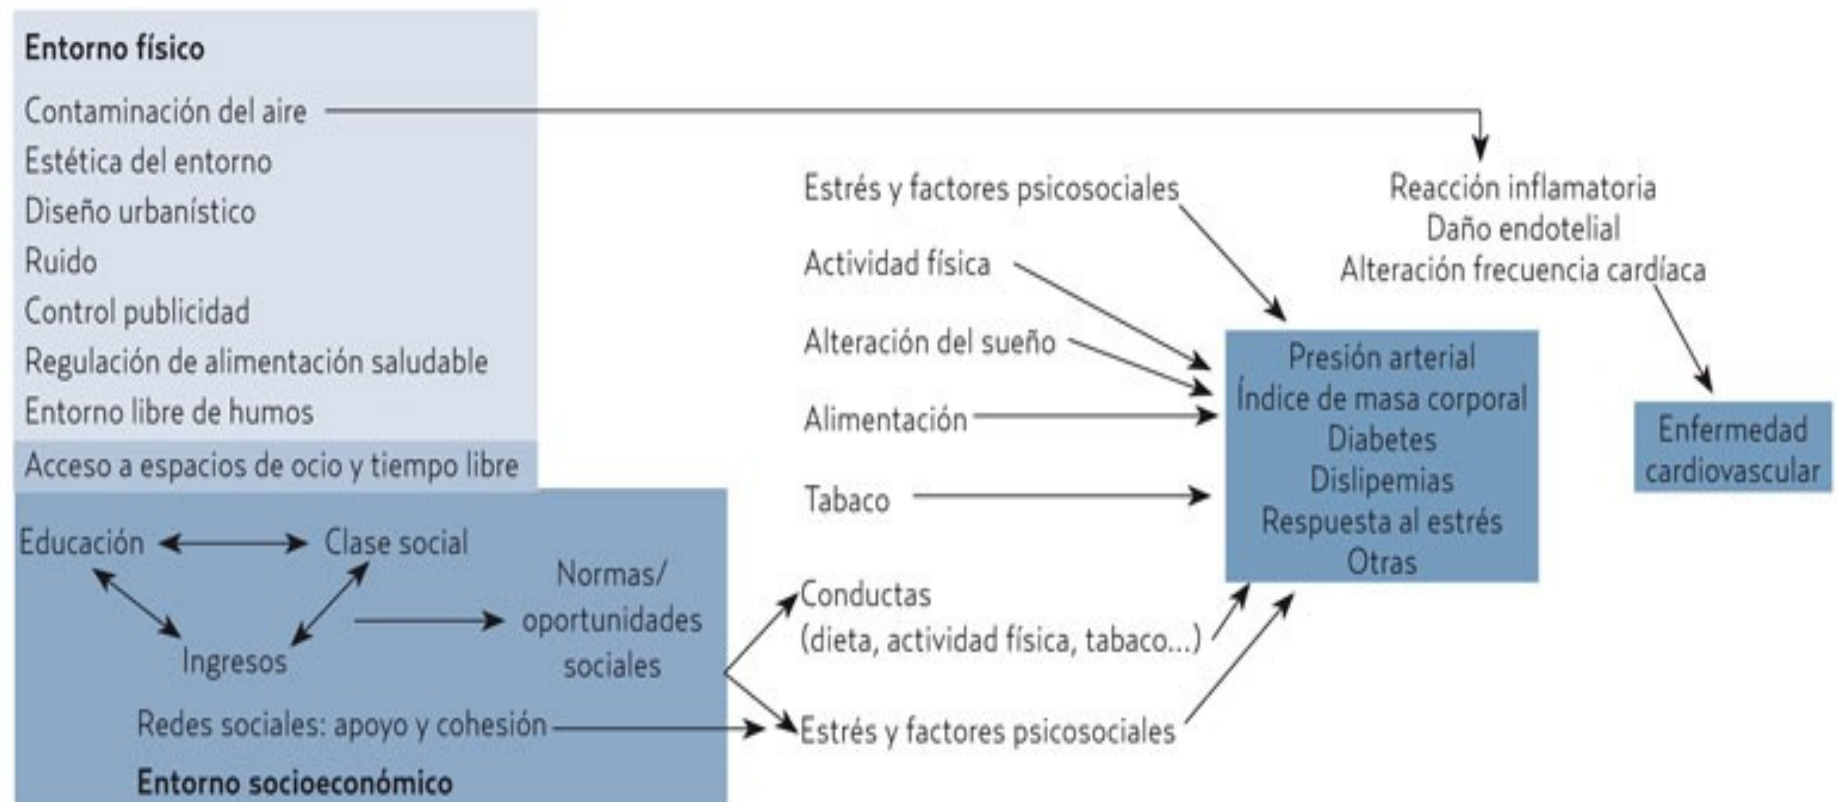 Entorno físico
Contaminación del aire
Estética del entorno
Diseño urbanístico
Ruido
Control publicidad
Regulación de alimentación saludable
Entorno libre de humos
Acceso a espacios de ocio y tiempo libre
Educación
Clase social
Ingresos
Normas/
oportunidades
sociales
Redes sociales: apoyo y cohesión
Entorno socioeconómico
Estrés y factores psicosociales
Actividad física
Alteración del sueño
Alimentación
Tabaco
Conductas
(dieta, actividad física, tabaco...)
Estrés y factores psicosociales
Reacción inflamatoria
Daño endotelial
Alteración frecuencia cardíaca
Presión arterial
Índice de masa corporal
Diabetes
Dislipemias
Respuesta al estrés
Otras
Enfermedad
cardiovascular